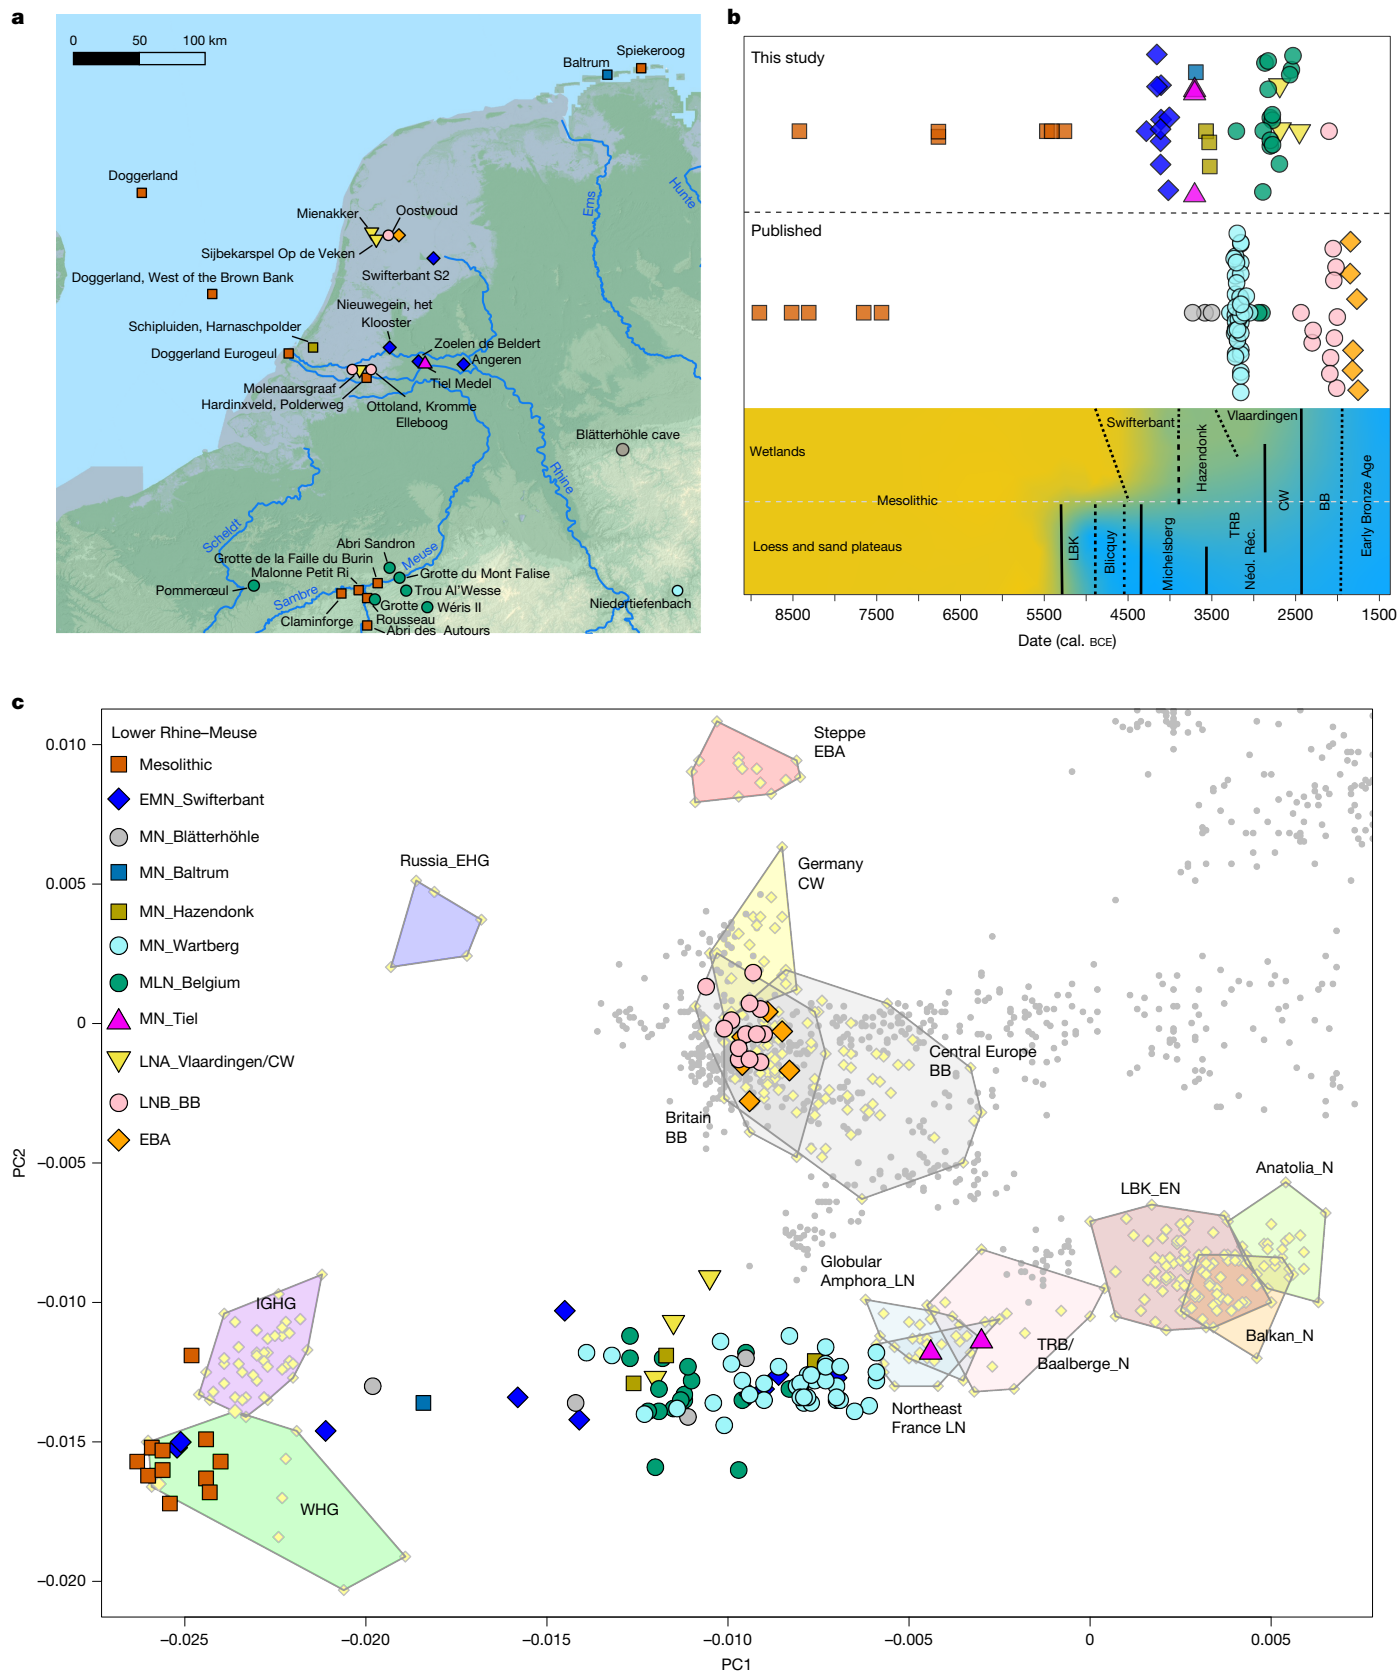 a
0 50 100 km
Spiekeroog
Baltrum
Doggerland
Ems
Hunte
Mienakker
Oostwoud
Sijbekarspel Op de Veken
Swifterbant S2
Doggerland, West of the Brown Bank
Nieuwegein, het
Klooster
Schipluiden, Harnaschpolder
Zoelen de Beldert
Doggerland Eurogeul
Angeren
Tiel Medel
Molenaarsgraaf
Hardinxveld, Polderweg
Ottoland, Kromme
Elleboog
Blätterhöhle cave
Rhine
Scheldt
Abri Sandron
Meuse
Grotte de la Faille du Burin
Malonne Petit Ri
Grotte du Mont Falise
Pommerœul
Trou Al'Wesse
Sambre
Grotte
Rousseau
Wéris II
Niedertiefenbach
Claminforge
Abri des Autours
b
This study
Published
Wetlands
Mesolithic
Loess and sand plateaus
Swifterbant
Vlaardingen
Hazendonk
LBK
Blicquy
Michelsberg
TRB
Néol. Réc.
CW
BB
Early Bronze Age
8500 7500 6500 5500 4500 3500 2500 1500
Date (cal. BCE)
c
Lower Rhine–Meuse
Mesolithic
EMN_Swifterbant
MN_Blätterhöhle
MN_Baltrum
MN_Hazendonk
MN_Wartberg
MLN_Belgium
MN_Tiel
LNA_Vlaardingen/CW
LNB_BB
EBA
Steppe
EBA
Russia_EHG
Germany
CW
Central Europe
BB
Britain
BB
Anatolia_N
LBK_EN
Globular
Amphora_LN
IGHG
TRB/
Baalberge_N
Balkan_N
Northeast
France LN
WHG
PC2
0.010
0.005
0
−0.005
−0.010
−0.015
−0.020
−0.025 −0.020 −0.015 −0.010 −0.005 0 0.005
PC1